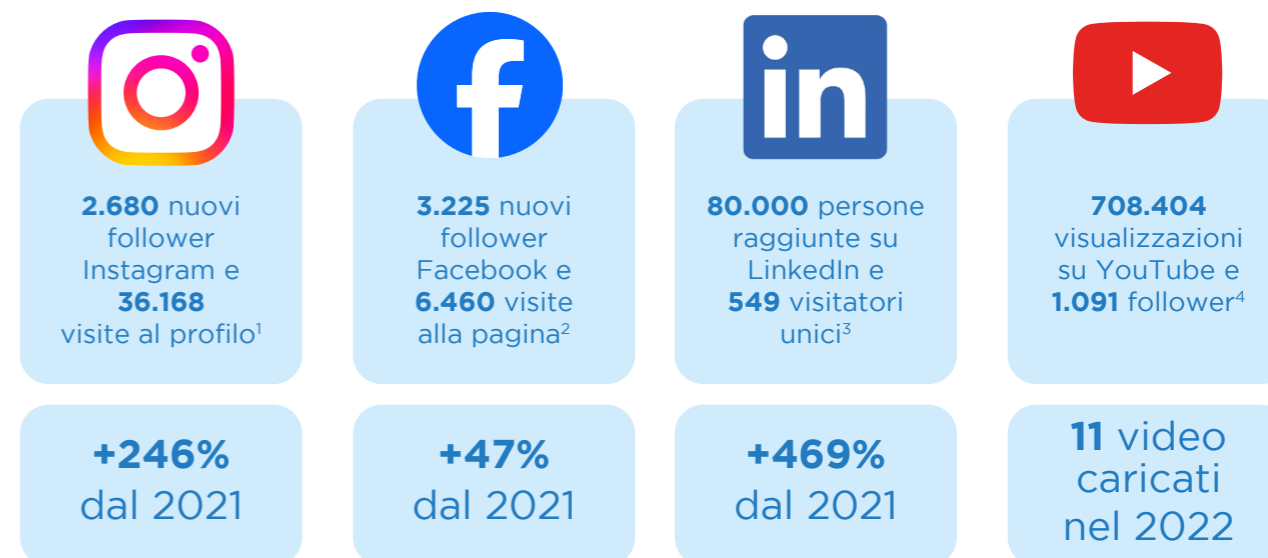 in
2.680 nuovi
follower
Instagram e
36.168
visite al profilo¹
3.225 nuovi
follower
Facebook e
6.460 visite
alla pagina²
80.000 persone
raggiunte su
LinkedIn e
549 visitatori
unici³
708.404
visualizzazioni
su YouTube e
1.091 follower⁴
+246%
dal 2021
+47%
dal 2021
+469%
dal 2021
11 video
caricati
nel 2022